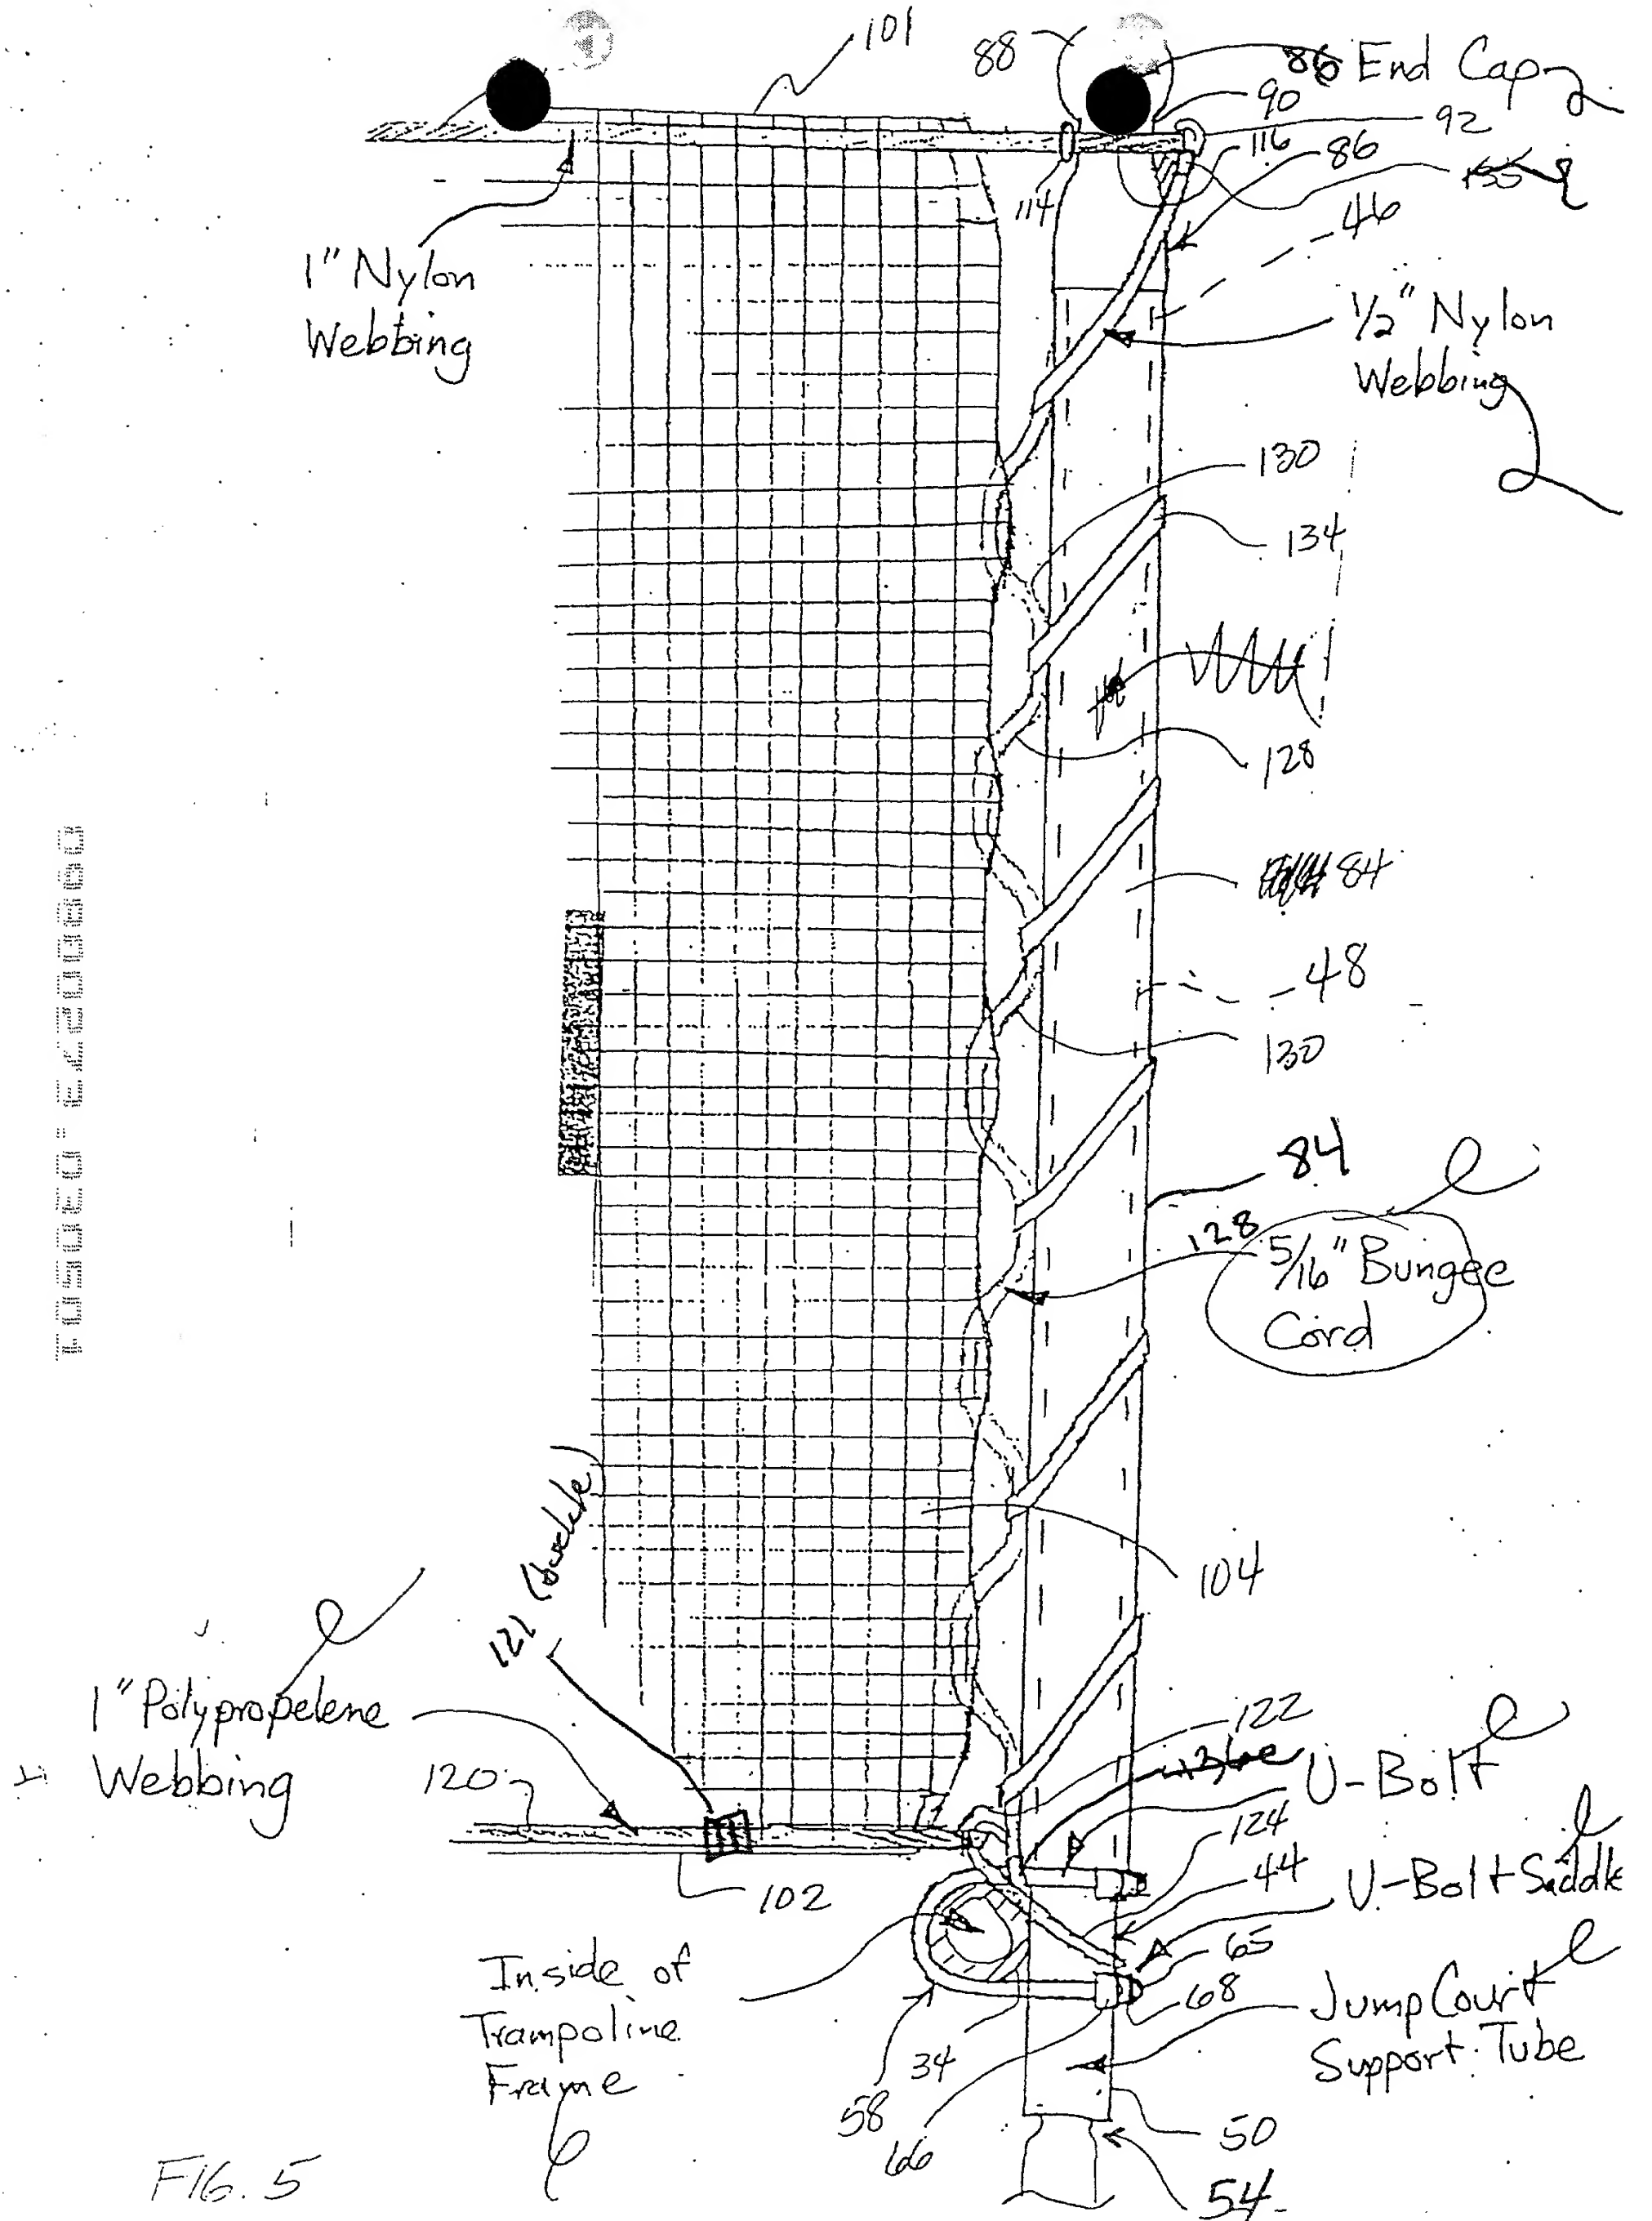 101
88
86 End Cap
90
92
116
86
114
46
1" Nylon
Webbing
1/2" Nylon
Webbing
130
134
128
84
48
130
84
128
5/16" Bungee
Cord
104
121 (buckle)
1" Polypropelene
Webbing
120
122
U-Bolt
124
44
U-Bolt Saddle
102
65
68
Inside of
Trampoline
Frame
Jump Court
Support Tube
34
58
66
50
54
FIG. 5